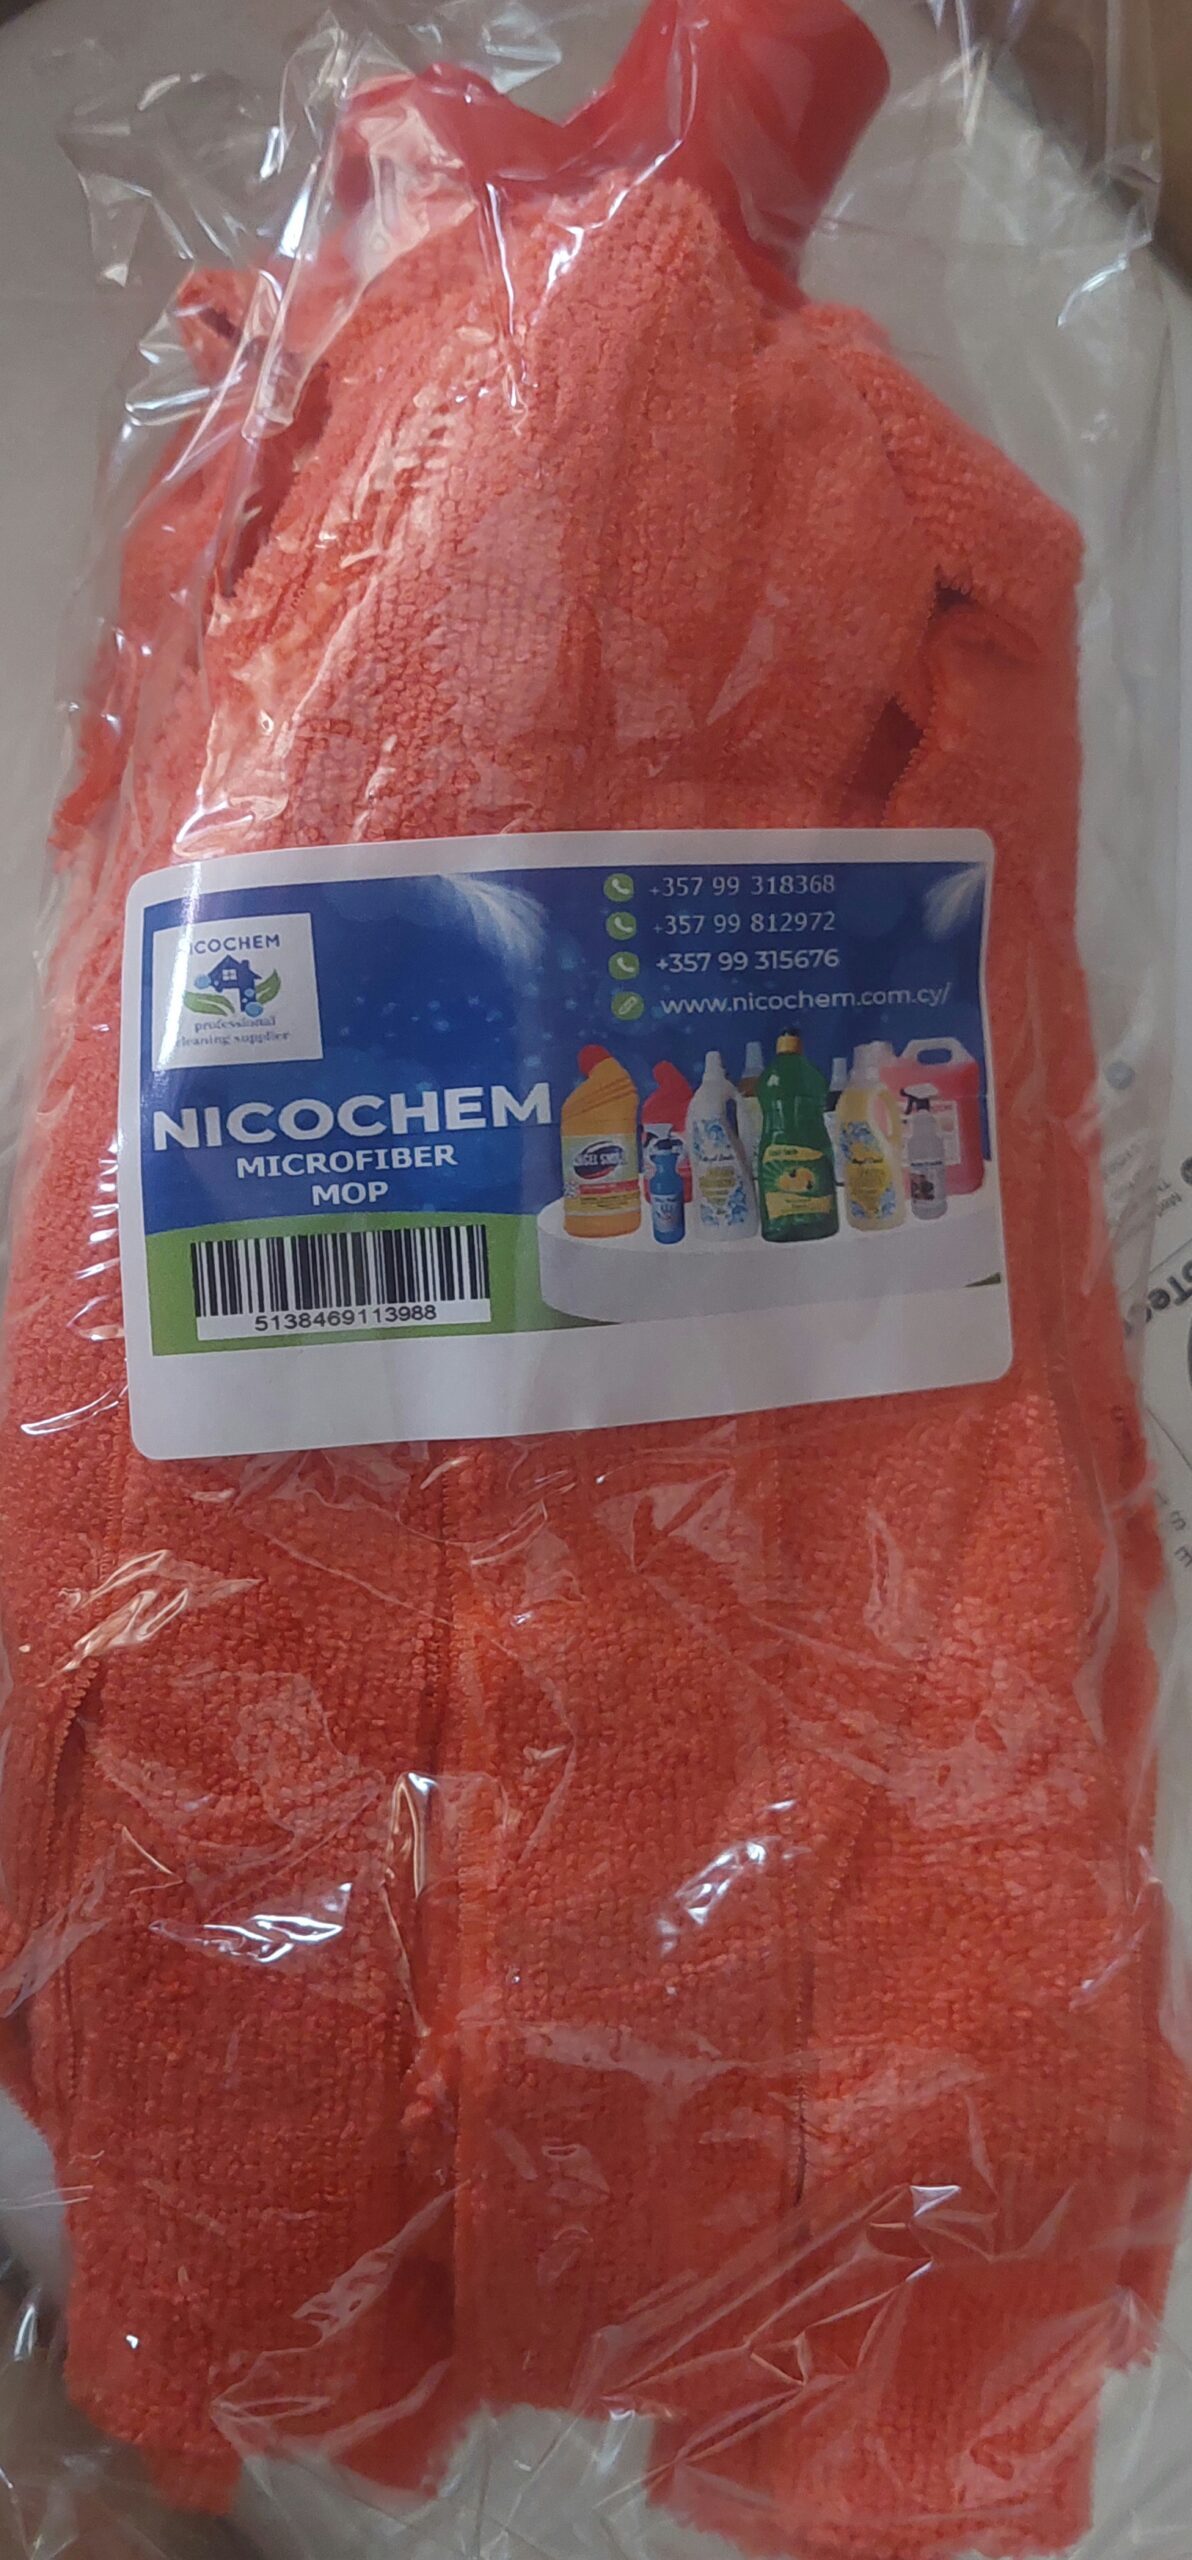 NICOCHEM
professional
cleaning supplier
+357 99 318368
+357 99 812972
+357 99 315676
www.nicochem.com.cy/
NICOCHEM
MICROFIBER
MOP
5138469113988